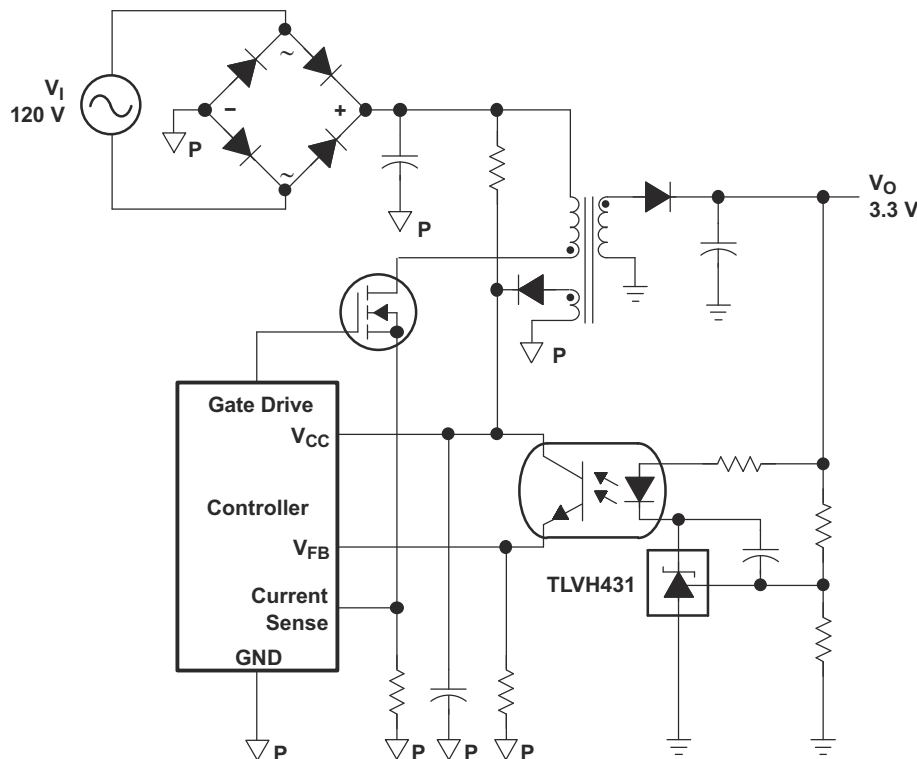 ~
V_I
120 V
–
+
P
~
P
V_O
3.3 V
P
Gate Drive
V_CC
Controller
V_FB
TLVH431
Current
Sense
GND
P
P
P
P